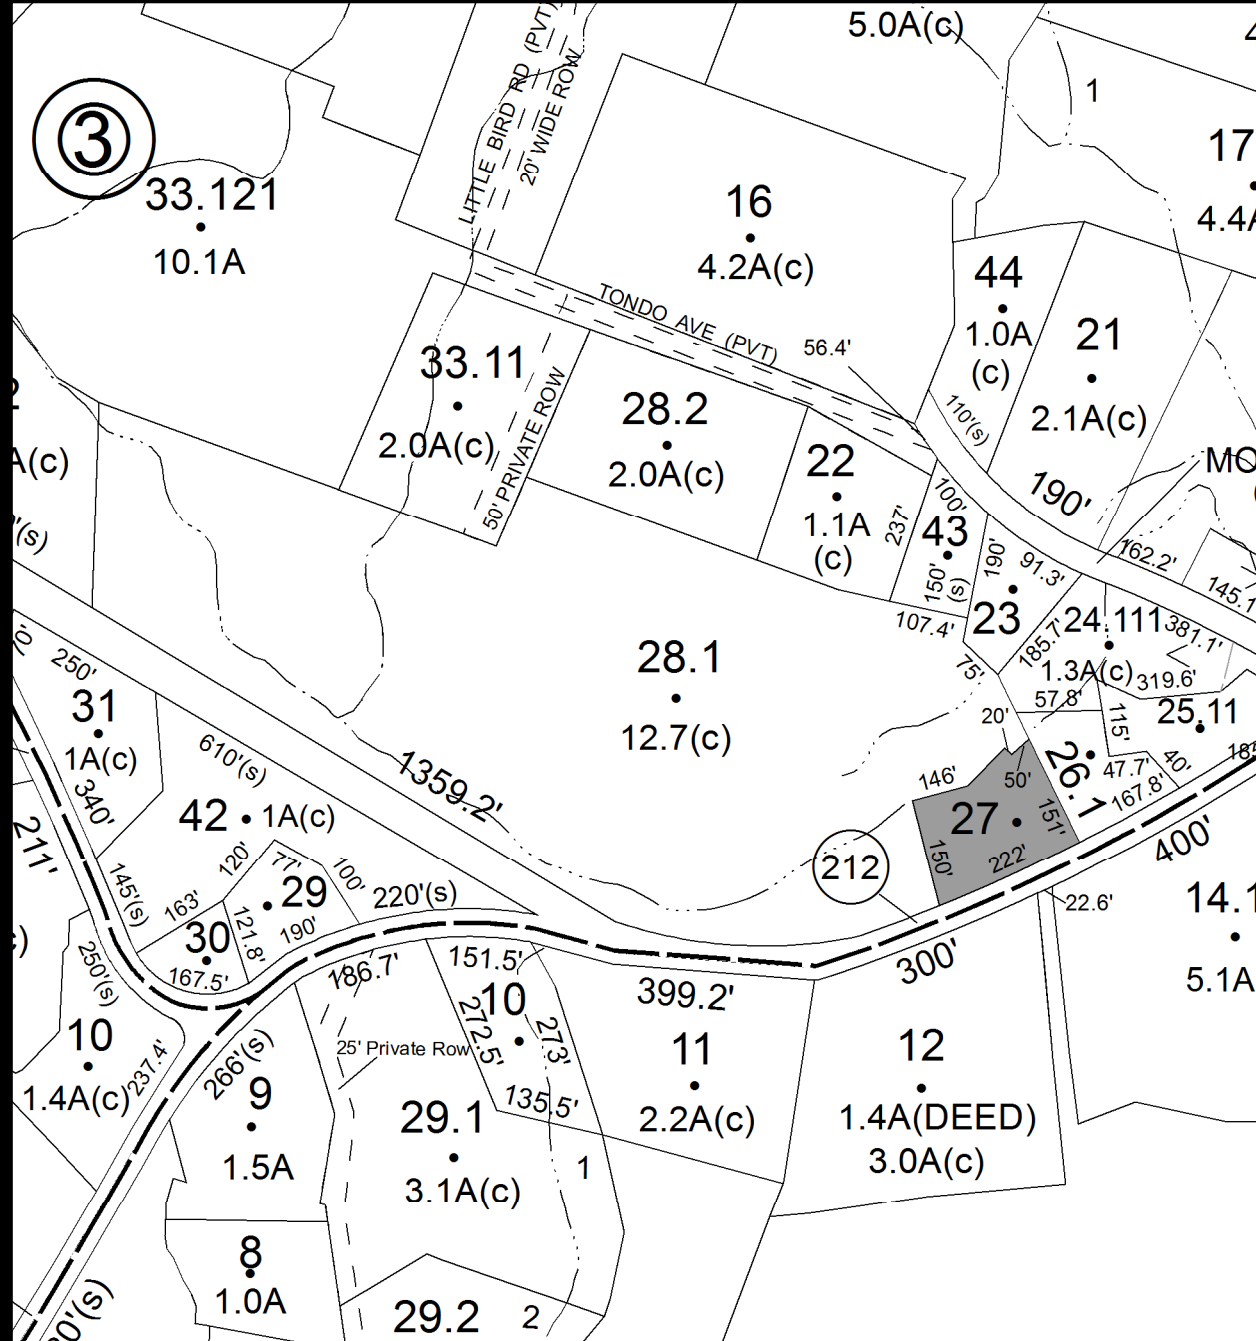 5.0A(c)
4
1
3
LITTLE BIRD RD (PVT)
20' WIDE ROW
17
4.4A
33.121
10.1A
16
4.2A(c)
44
1.0A
(c)
TONDO AVE (PVT)
56.4'
21
2.1A(c)
110'(s)
33.11
2.0A(c)
50' PRIVATE ROW
28.2
2.0A(c)
2
A(c)
'(s)
22
1.1A
(c)
237'
100'
43
150'
(s)
190'
MO
190'
91.3'
23
162.2'
145.1
107.4'
185.7'
24.111
381.1'
1.3A(c)
319.6'
75'
57.8'
20'
115'
25.11
185
28.1
12.7(c)
0'
250'
31
1A(c)
340'
211'
610'(s)
1359.2'
26.1
47.7'
40'
167.8'
146'
50'
27
151'
150'
222'
400'
42
1A(c)
120'
77'
100'
29
220'(s)
212
22.6'
14.1
5.1A
145'(s)
163'
30
121.8'
190'
167.5'
250'(s)
c)
300'
186.7'
151.5'
10
272.5'
273'
135.5'
399.2'
10
1.4A(c)
237.4'
266'(s)
25' Private Row
9
1.5A
11
2.2A(c)
12
1.4A(DEED)
3.0A(c)
29.1
3.1A(c)
1
8
1.0A
29.2
2
30'(s)